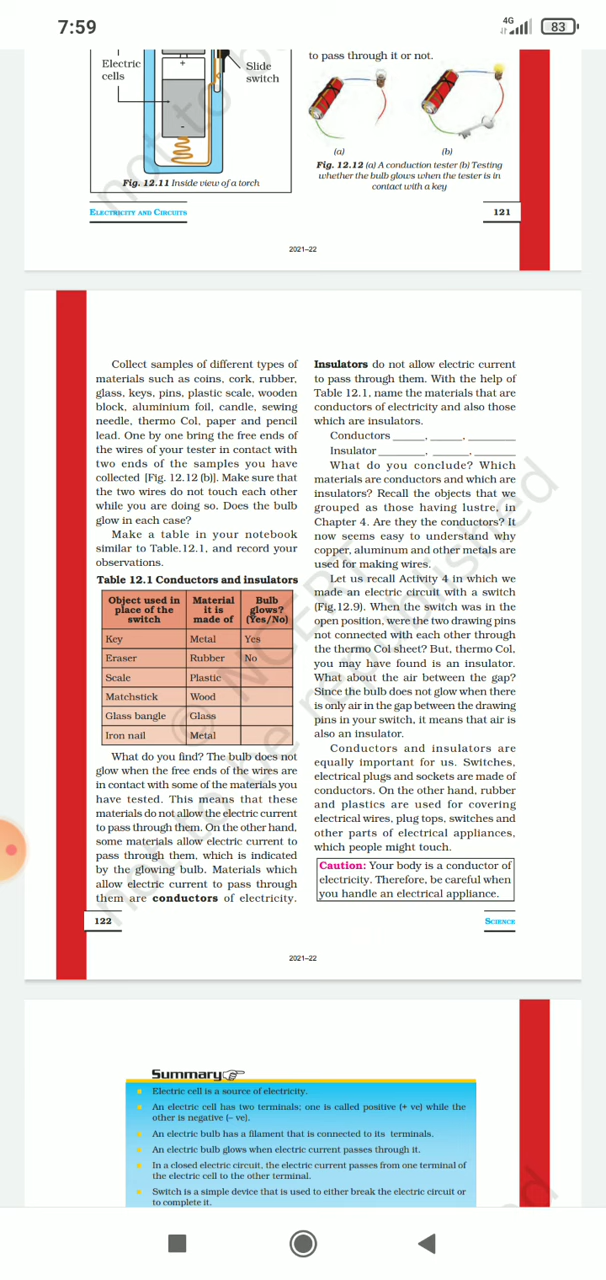 7:59
4G
83
Electric
cells
+
-
Slide
switch
Fig. 12.11 Inside view of a torch
to pass through it or not.
(a)
(b)
Fig. 12.12 (a) A conduction tester (b) Testing
whether the bulb glows when the tester is in
contact with a key
ELECTRICITY AND CIRCUITS
121
2021–22
Collect samples of different types of
materials such as coins, cork, rubber,
glass, keys, pins, plastic scale, wooden
block, aluminium foil, candle, sewing
needle, thermo Col, paper and pencil
lead. One by one bring the free ends of
the wires of your tester in contact with
two ends of the samples you have
collected [Fig. 12.12 (b)]. Make sure that
the two wires do not touch each other
while you are doing so. Does the bulb
glow in each case?
Make a table in your notebook
similar to Table.12.1, and record your
observations.
Table 12.1 Conductors and insulators
Object used in place of the switch | Material it is made of | Bulb glows? (Yes/No)
Key | Metal | Yes
Eraser | Rubber | No
Scale | Plastic
Matchstick | Wood
Glass bangle | Glass
Iron nail | Metal
What do you find? The bulb does not
glow when the free ends of the wires are
in contact with some of the materials you
have tested. This means that these
materials do not allow the electric current
to pass through them. On the other hand,
some materials allow electric current to
pass through them, which is indicated
by the glowing bulb. Materials which
allow electric current to pass through
them are conductors of electricity.
Insulators do not allow electric current
to pass through them. With the help of
Table 12.1, name the materials that are
conductors of electricity and also those
which are insulators.
Conductors ______, ______, ________
Insulator ________, ______, ________
What do you conclude? Which
materials are conductors and which are
insulators? Recall the objects that we
grouped as those having lustre, in
Chapter 4. Are they the conductors? It
now seems easy to understand why
copper, aluminum and other metals are
used for making wires.
Let us recall Activity 4 in which we
made an electric circuit with a switch
(Fig.12.9). When the switch was in the
open position, were the two drawing pins
not connected with each other through
the thermo Col sheet? But, thermo Col,
you may have found is an insulator.
What about the air between the gap?
Since the bulb does not glow when there
is only air in the gap between the drawing
pins in your switch, it means that air is
also an insulator.
Conductors and insulators are
equally important for us. Switches,
electrical plugs and sockets are made of
conductors. On the other hand, rubber
and plastics are used for covering
electrical wires, plug tops, switches and
other parts of electrical appliances,
which people might touch.
Caution: Your body is a conductor of
electricity. Therefore, be careful when
you handle an electrical appliance.
© NCERT
not to be republished
122
SCIENCE
2021–22
Summary
Electric cell is a source of electricity.
An electric cell has two terminals; one is called positive (+ ve) while the
other is negative (– ve).
An electric bulb has a filament that is connected to its terminals.
An electric bulb glows when electric current passes through it.
In a closed electric circuit, the electric current passes from one terminal of
the electric cell to the other terminal.
Switch is a simple device that is used to either break the electric circuit or
to complete it.